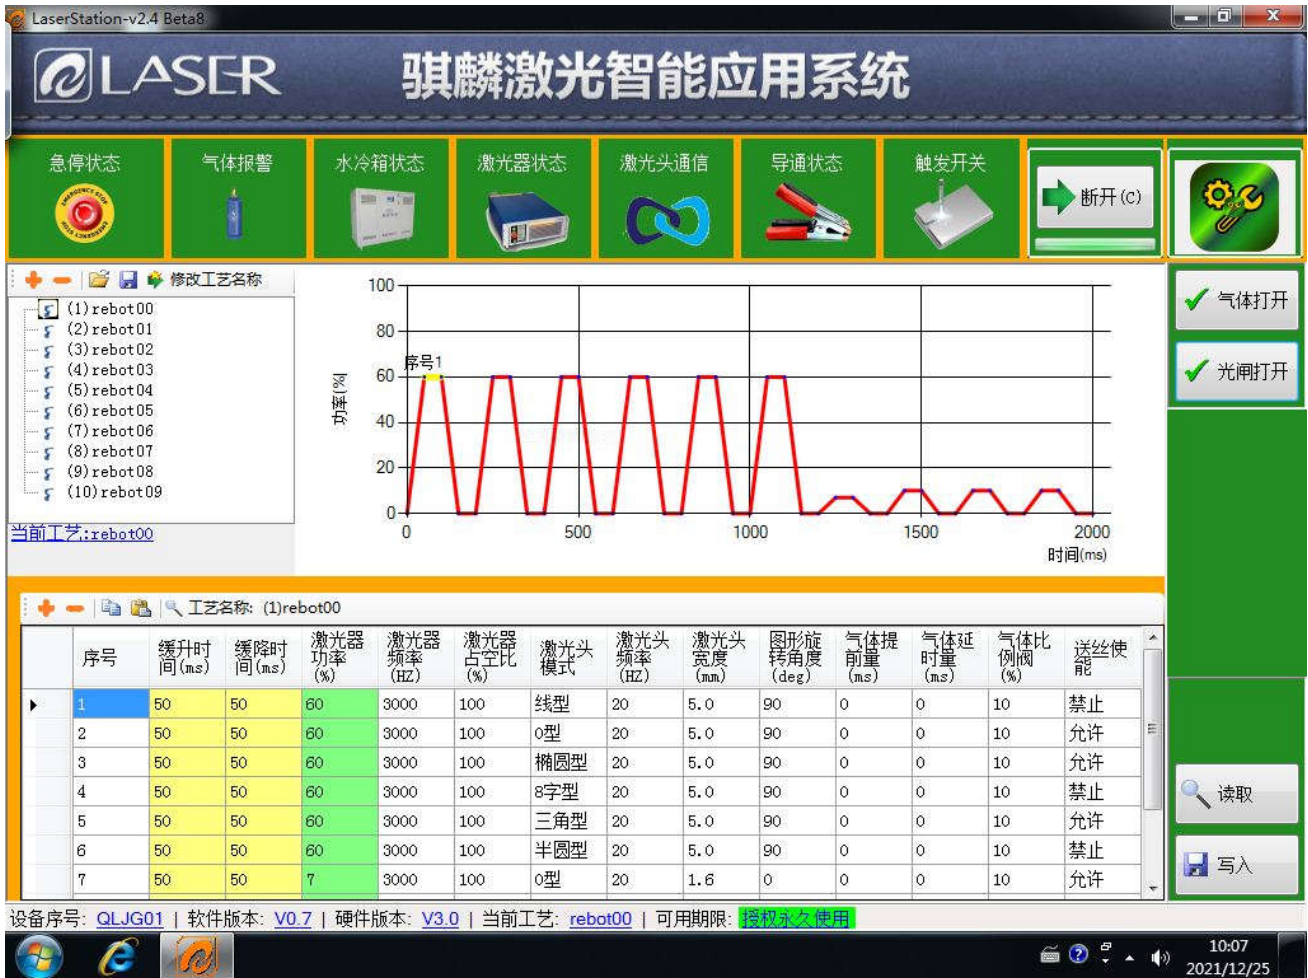 LaserStation-v2.4 Beta8
LASER
骐麟激光智能应用系统
急停状态 气体报警 水冷箱状态 激光器状态 激光头通信 导通状态 触发开关
EMERGENCY STOP
断开(C)
修改工艺名称
(1)rebot00
(2)rebot01
(3)rebot02
(4)rebot03
(5)rebot04
(6)rebot05
(7)rebot06
(8)rebot07
(9)rebot08
(10)rebot09
当前工艺:rebot00
功率(%)
100
80
60
40
20
0
序号1
0 500 1000 1500 2000
时间(ms)
气体打开
光闸打开
工艺名称: (1)rebot00
序号 缓升时间(ms) 缓降时间(ms) 激光器功率(%) 激光器频率(HZ) 激光器占空比(%) 激光头模式 激光头频率(HZ) 激光头宽度(mm) 图形旋转角度(deg) 气体提前量(ms) 气体延时量(ms) 气体比例阀(%) 送丝使能
1 50 50 60 3000 100 线型 20 5.0 90 0 0 10 禁止
2 50 50 60 3000 100 O型 20 5.0 90 0 0 10 允许
3 50 50 60 3000 100 椭圆型 20 5.0 90 0 0 10 允许
4 50 50 60 3000 100 8字型 20 5.0 90 0 0 10 禁止
5 50 50 60 3000 100 三角型 20 5.0 90 0 0 10 允许
6 50 50 60 3000 100 半圆型 20 5.0 90 0 0 10 禁止
7 50 50 7 3000 100 O型 20 1.6 0 0 0 10 允许
读取
写入
设备序号: QLJG01 | 软件版本: V0.7 | 硬件版本: V3.0 | 当前工艺: rebot00 | 可用期限: 授权永久使用
10:07
2021/12/25